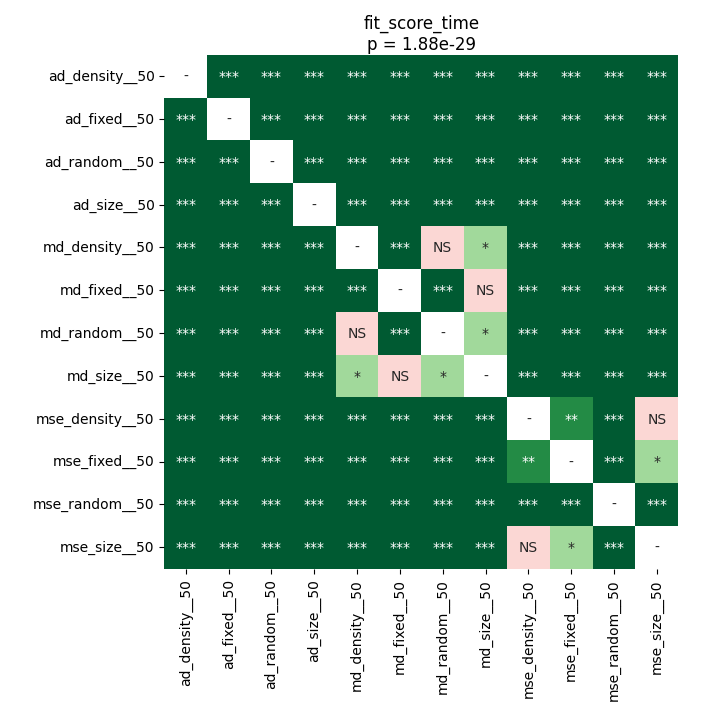 fit_score_time
p = 1.88e-29
ad_density__50 - *** *** *** *** *** *** *** *** *** *** ***
ad_fixed__50 *** - *** *** *** *** *** *** *** *** *** ***
ad_random__50 *** *** - *** *** *** *** *** *** *** *** ***
ad_size__50 *** *** *** - *** *** *** *** *** *** *** ***
md_density__50 *** *** *** *** - *** NS * *** *** *** ***
md_fixed__50 *** *** *** *** *** - *** NS *** *** *** ***
md_random__50 *** *** *** *** NS *** - * *** *** *** ***
md_size__50 *** *** *** *** * NS * - *** *** *** ***
mse_density__50 *** *** *** *** *** *** *** *** - ** *** NS
mse_fixed__50 *** *** *** *** *** *** *** *** ** - *** *
mse_random__50 *** *** *** *** *** *** *** *** *** *** - ***
mse_size__50 *** *** *** *** *** *** *** *** NS * *** -
ad_density__50
ad_fixed__50
ad_random__50
ad_size__50
md_density__50
md_fixed__50
md_random__50
md_size__50
mse_density__50
mse_fixed__50
mse_random__50
mse_size__50